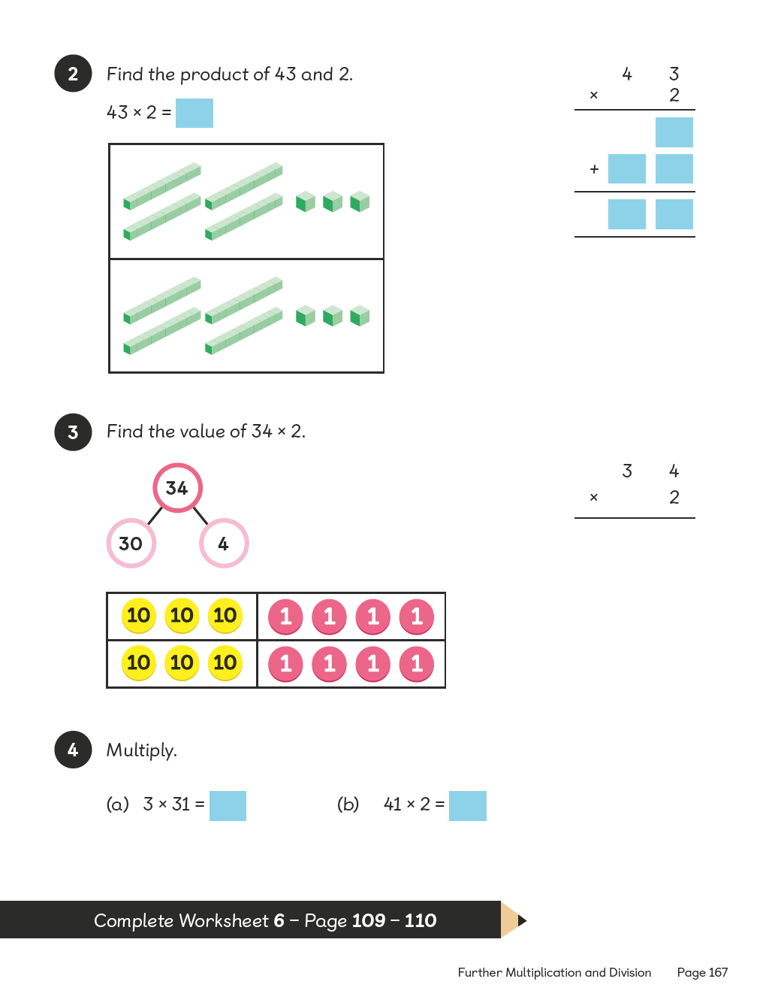 2 Find the product of 43 and 2.
43 × 2 =
4 3
× 2
+
3 Find the value of 34 × 2.
34
30 4
3 4
× 2
10 10 10 1 1 1 1
10 10 10 1 1 1 1
4 Multiply.
(a) 3 × 31 = (b) 41 × 2 =
Complete Worksheet 6 – Page 109 – 110
Further Multiplication and Division Page 167